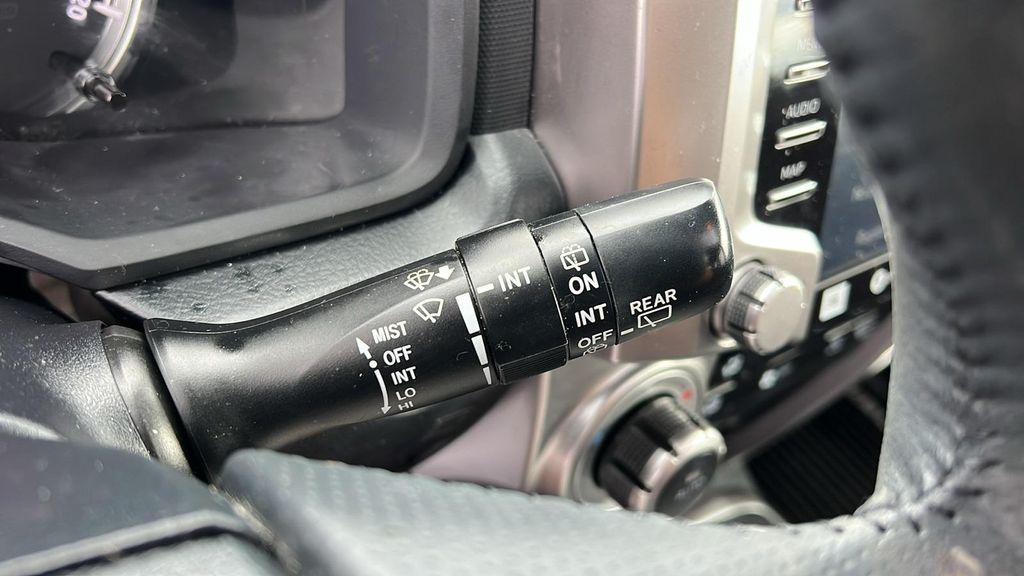 AUDIO
MAP
INT
ON
INT
OFF
REAR
MIST
OFF
INT
LO
HI